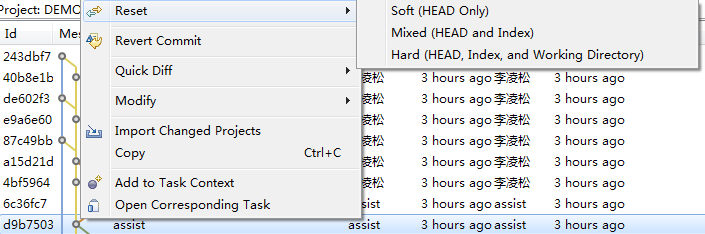 Project: DEMO
Reset
Soft (HEAD Only)
Mixed (HEAD and Index)
Hard (HEAD, Index, and Working Directory)
Id Mes
Revert Commit
243dbf7
Quick Diff
40b8e1b 李凌松 3 hours ago 李凌松 3 hours ago
de602f3 Modify 李凌松 3 hours ago 李凌松 3 hours ago
e9a6e60 李凌松 3 hours ago 李凌松 3 hours ago
Import Changed Projects
87c49bb 李凌松 3 hours ago 李凌松 3 hours ago
Copy Ctrl+C
a15d21d 李凌松 3 hours ago 李凌松 3 hours ago
4bf5964 Add to Task Context 李凌松 3 hours ago 李凌松 3 hours ago
6c36fc7 Open Corresponding Task assist 3 hours ago assist 3 hours ago
d9b7503 assist assist 3 hours ago assist 3 hours ago